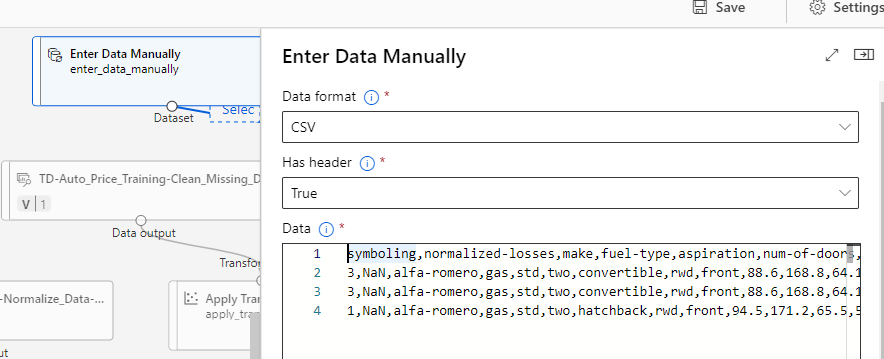 Save
Settings
Enter Data Manually
enter_data_manually
Dataset
Selec
TD-Auto_Price_Training-Clean_Missing_D
V | 1
Data output
Transfo
-Normalize_Data-...
Apply Tran
apply_tran
ut
Enter Data Manually
Data format *
CSV
Has header *
True
Data *
1 symboling,normalized-losses,make,fuel-type,aspiration,num-of-doors,
2 3,NaN,alfa-romero,gas,std,two,convertible,rwd,front,88.6,168.8,64.1
3 3,NaN,alfa-romero,gas,std,two,convertible,rwd,front,88.6,168.8,64.1
4 1,NaN,alfa-romero,gas,std,two,hatchback,rwd,front,94.5,171.2,65.5,5